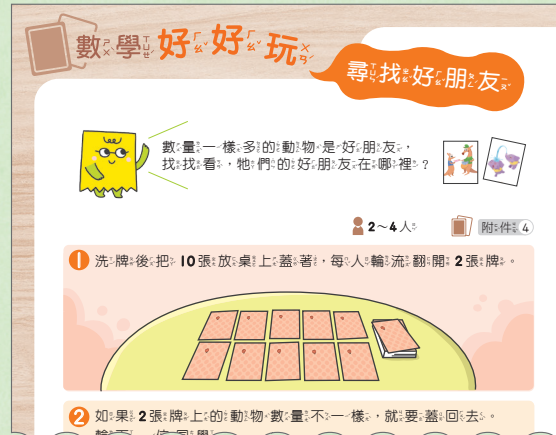 數學好好玩
尋找好朋友
數量一樣多的動物是好朋友，
找找看，牠們的好朋友在哪裡？
2～4人
附件4
1 洗牌後把10張放桌上蓋著，每人輪流翻開2張牌。
2 如果2張牌上的動物數量不一樣，就要蓋回去。